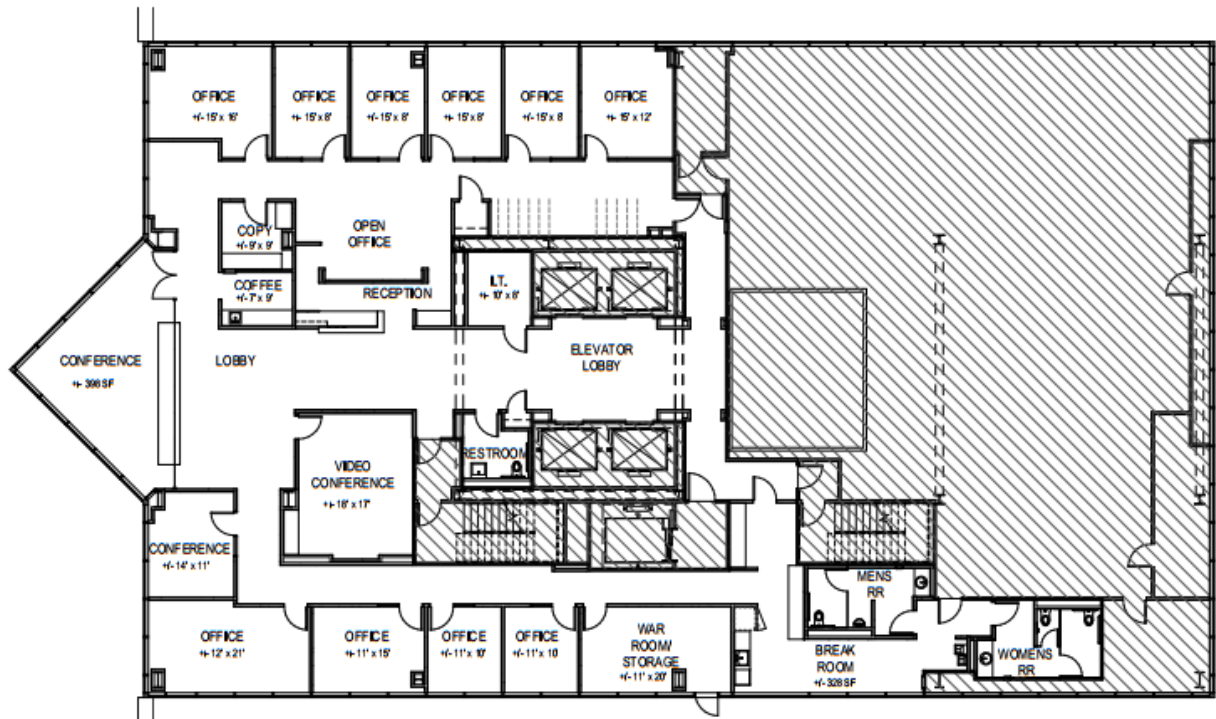 OFFICE
+/- 15' x 16'
OFFICE
+/- 15' x 8'
OFFICE
+/- 15' x 8'
OFFICE
+/- 15' x 8'
OFFICE
+/- 15' x 8
OFFICE
+/- 15' x 12'
COPY
+/- 9' x 9'
OPEN
OFFICE
COFFEE
+/- 7' x 9'
RECEPTION
I.T.
+/- 10' x 8'
CONFERENCE
+/- 398 SF
LOBBY
ELEVATOR
LOBBY
VIDEO
CONFERENCE
+/- 18' x 17'
RESTROOM
CONFERENCE
+/- 14' x 11'
MENS
RR
OFFICE
+/- 12' x 21'
OFFICE
+/- 11' x 15'
OFFICE
+/- 11' x 10'
OFFICE
+/- 11' x 10
WAR
ROOM/
STORAGE
+/- 11' x 20'
BREAK
ROOM
+/- 328 SF
WOMENS
RR